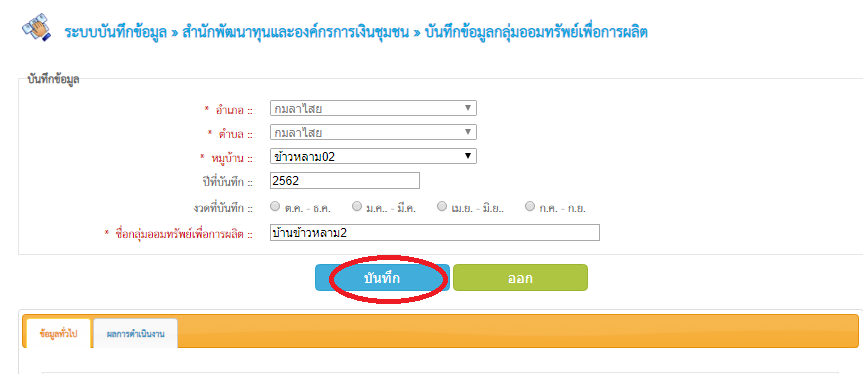 ระบบบันทึกข้อมูล » สำนักพัฒนาทุนและองค์กรการเงินชุมชน » บันทึกข้อมูลกลุ่มออมทรัพย์เพื่อการผลิต
บันทึกข้อมูล
* อำเภอ :: กมลาไสย
* ตำบล :: กมลาไสย
* หมู่บ้าน :: ข้าวหลาม02
ปีที่บันทึก :: 2562
งวดที่บันทึก :: ต.ค. - ธ.ค. ม.ค.. - มี.ค. เม.ย. - มิ.ย.. ก.ค. - ก.ย.
* ชื่อกลุ่มออมทรัพย์เพื่อการผลิต :: บ้านข้าวหลาม2
บันทึก ออก
ข้อมูลทั่วไป ผลการดำเนินงาน